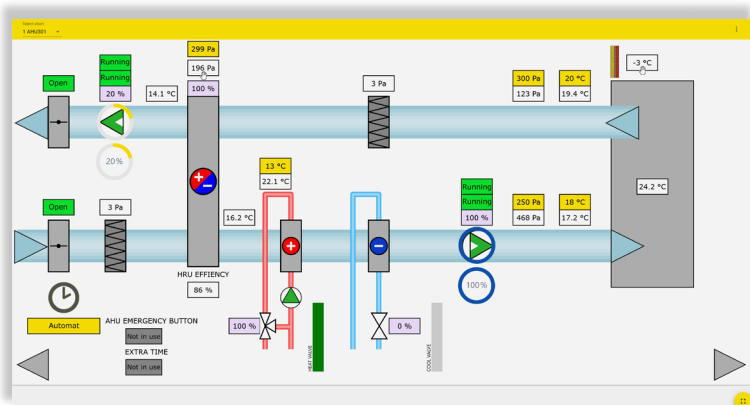 Select object
1 AHU301
299 Pa
196 Pa
100 %
Running
Running
20 %
14.1 °C
Open
20%
3 Pa
300 Pa
20 °C
123 Pa
19.4 °C
-3 °C
24.2 °C
Open
3 Pa
16.2 °C
13 °C
22.1 °C
Running
Running
100 %
250 Pa
18 °C
468 Pa
17.2 °C
100%
HRU EFFIENCY
86 %
Automat
AHU EMERGENCY BUTTON
Not in use
EXTRA TIME
Not in use
100 %
HEAT VALVE
0 %
COOL VALVE